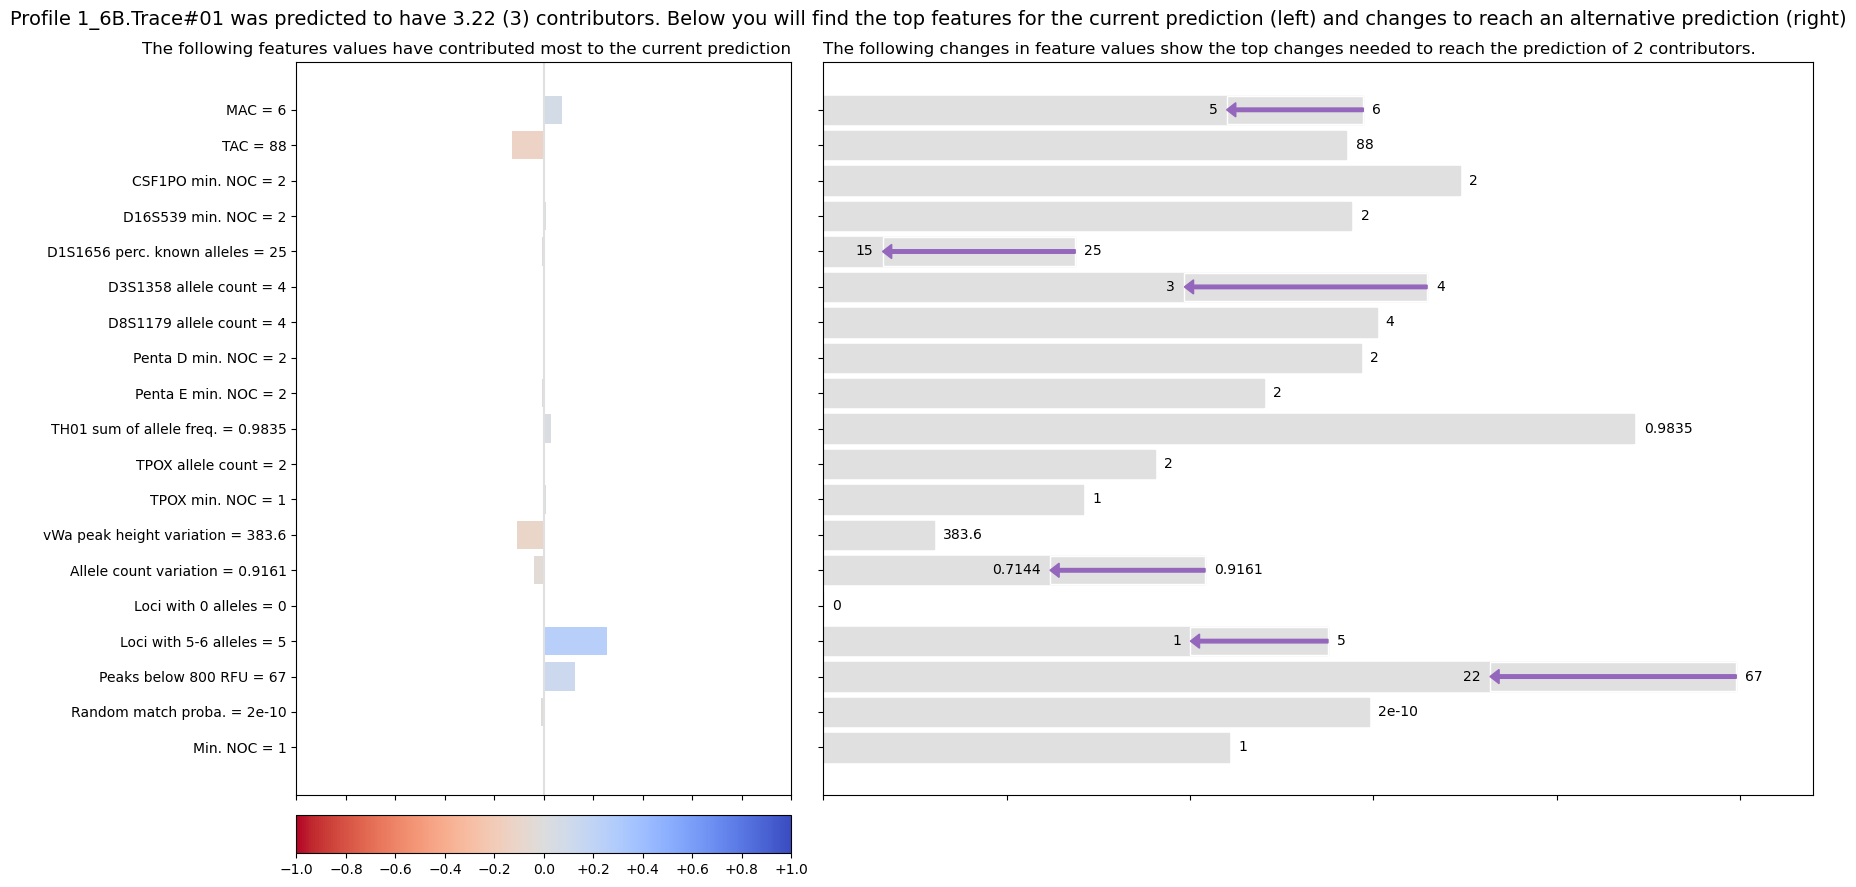 Profile 1_6B.Trace#01 was predicted to have 3.22 (3) contributors. Below you will find the top features for the current prediction (left) and changes to reach an alternative prediction (right)
The following features values have contributed most to the current prediction
The following changes in feature values show the top changes needed to reach the prediction of 2 contributors.
MAC = 6
5
6
TAC = 88
88
CSF1PO min. NOC = 2
2
D16S539 min. NOC = 2
2
D1S1656 perc. known alleles = 25
15
25
D3S1358 allele count = 4
3
4
D8S1179 allele count = 4
4
Penta D min. NOC = 2
2
Penta E min. NOC = 2
2
TH01 sum of allele freq. = 0.9835
0.9835
TPOX allele count = 2
2
TPOX min. NOC = 1
1
vWa peak height variation = 383.6
383.6
Allele count variation = 0.9161
0.7144
0.9161
Loci with 0 alleles = 0
0
Loci with 5-6 alleles = 5
1
5
Peaks below 800 RFU = 67
22
67
Random match proba. = 2e-10
2e-10
Min. NOC = 1
1
−1.0
−0.8
−0.6
−0.4
−0.2
0.0
+0.2
+0.4
+0.6
+0.8
+1.0